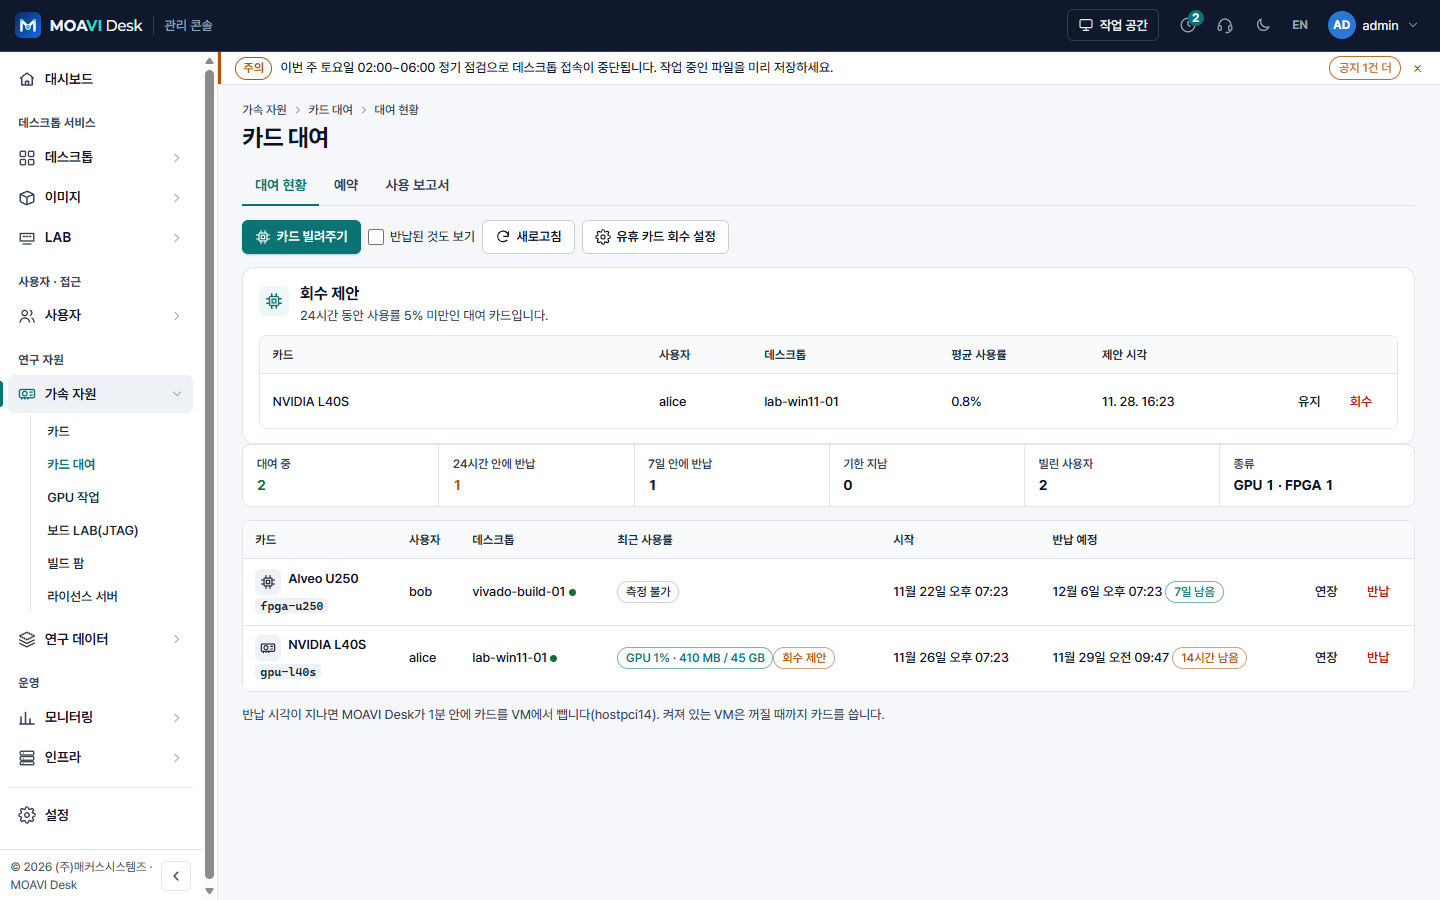 MOAVI Desk
관리 콘솔
작업 공간
2
EN
AD
admin
대시보드
데스크톱 서비스
데스크톱
이미지
LAB
사용자 · 접근
사용자
연구 자원
가속 자원
카드
카드 대여
GPU 작업
보드 LAB(JTAG)
빌드 팜
라이선스 서버
연구 데이터
운영
모니터링
인프라
설정
© 2026 (주)매커스시스템즈 ·
MOAVI Desk
주의 이번 주 토요일 02:00~06:00 정기 점검으로 데스크톱 접속이 중단됩니다. 작업 중인 파일을 미리 저장하세요. 공지 1건 더 ×
가속 자원 > 카드 대여 > 대여 현황
카드 대여
대여 현황 예약 사용 보고서
카드 빌려주기 반납된 것도 보기 새로고침 유휴 카드 회수 설정
회수 제안
24시간 동안 사용률 5% 미만인 대여 카드입니다.
카드 사용자 데스크톱 평균 사용률 제안 시각
NVIDIA L40S alice lab-win11-01 0.8% 11. 28. 16:23 유지 회수
대여 중 24시간 안에 반납 7일 안에 반납 기한 지남 빌린 사용자 종류
2 1 1 0 2 GPU 1 · FPGA 1
카드 사용자 데스크톱 최근 사용률 시작 반납 예정
Alveo U250
fpga-u250
bob vivado-build-01 측정 불가 11월 22일 오후 07:23 12월 6일 오후 07:23 7일 남음 연장 반납
NVIDIA L40S
gpu-l40s
alice lab-win11-01 GPU 1% · 410 MB / 45 GB 회수 제안 11월 26일 오후 07:23 11월 29일 오전 09:47 14시간 남음 연장 반납
반납 시각이 지나면 MOAVI Desk가 1분 안에 카드를 VM에서 뺍니다(hostpci14). 켜져 있는 VM은 꺼질 때까지 카드를 씁니다.